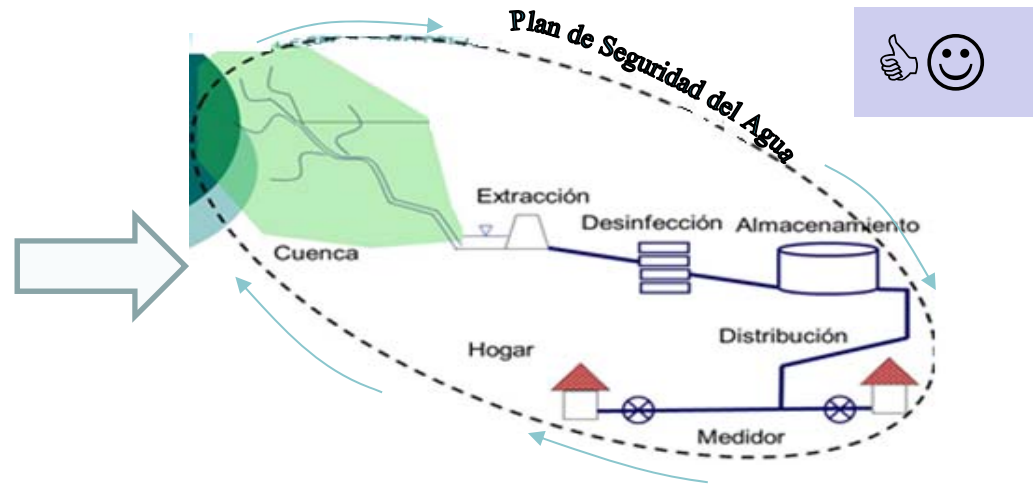 Plan de Seguridad del Agua
Extracción
Desinfección
Almacenamiento
Cuenca
Distribución
Hogar
Medidor